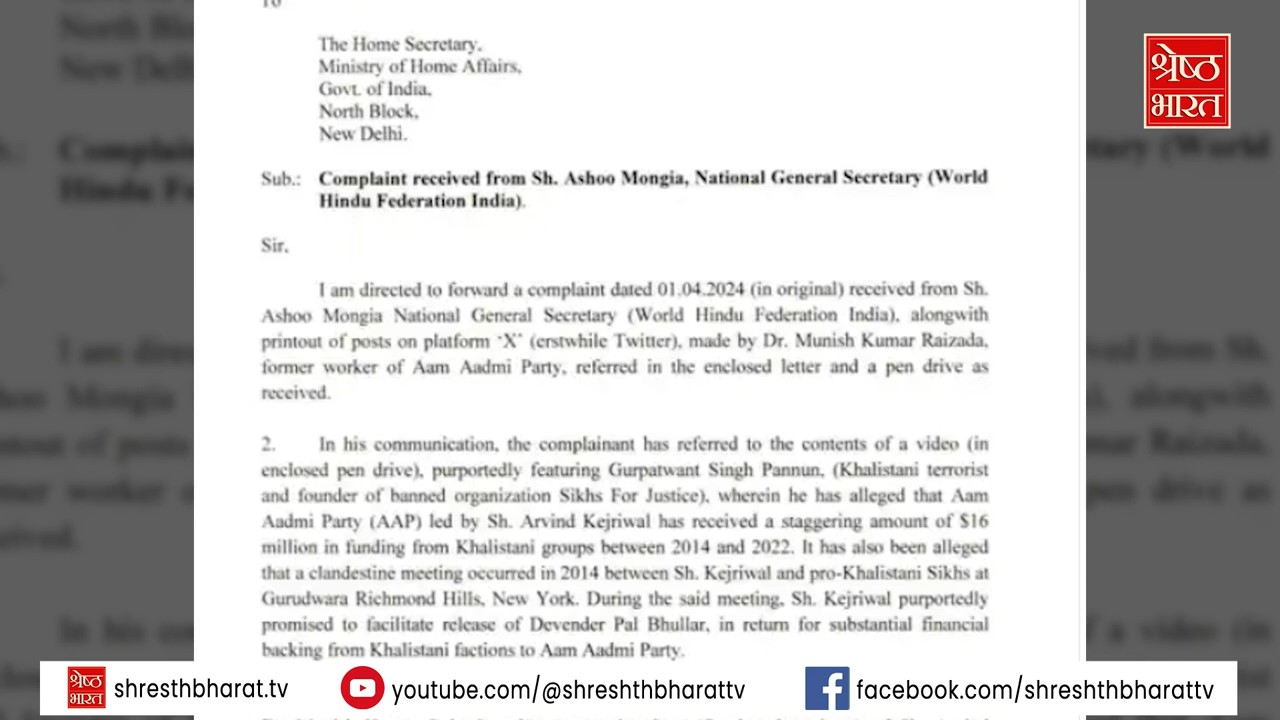 To
The Home Secretary,
Ministry of Home Affairs,
Govt. of India,
North Block,
New Delhi.
श्रेष्ठ
भारत
Sub.: Complaint received from Sh. Ashoo Mongia, National General Secretary (World
Hindu Federation India).
Sir,
I am directed to forward a complaint dated 01.04.2024 (in original) received from Sh.
Ashoo Mongia National General Secretary (World Hindu Federation India), alongwith
printout of posts on platform 'X' (erstwhile Twitter), made by Dr. Munish Kumar Raizada,
former worker of Aam Aadmi Party, referred in the enclosed letter and a pen drive as
received.
2. In his communication, the complainant has referred to the contents of a video (in
enclosed pen drive), purportedly featuring Gurpatwant Singh Pannun, (Khalistani terrorist
and founder of banned organization Sikhs For Justice), wherein he has alleged that Aam
Aadmi Party (AAP) led by Sh. Arvind Kejriwal has received a staggering amount of $16
million in funding from Khalistani groups between 2014 and 2022. It has also been alleged
that a clandestine meeting occurred in 2014 between Sh. Kejriwal and pro-Khalistani Sikhs at
Gurudwara Richmond Hills, New York. During the said meeting, Sh. Kejriwal purportedly
promised to facilitate release of Devender Pal Bhullar, in return for substantial financial
backing from Khalistani factions to Aam Aadmi Party.
श्रेष्ठ
भारत
shresthbharat.tv
youtube.com/@shreshthbharattv
facebook.com/shreshthbharattv